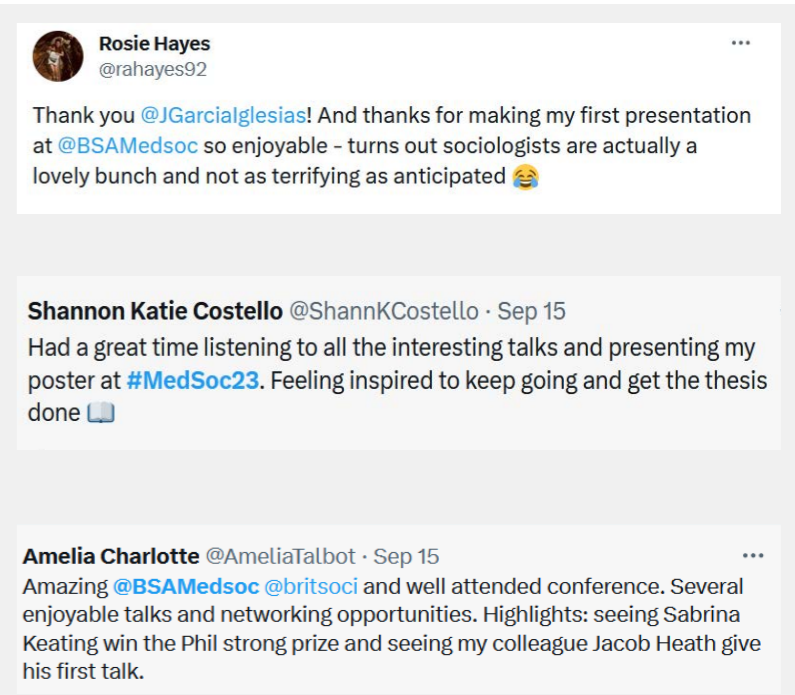 Rosie Hayes
@rahayes92
Thank you @JGarciaIglesias! And thanks for making my first presentation
at @BSAMedsoc so enjoyable - turns out sociologists are actually a
lovely bunch and not as terrifying as anticipated 😂
Shannon Katie Costello @ShannKCostello · Sep 15
Had a great time listening to all the interesting talks and presenting my
poster at #MedSoc23. Feeling inspired to keep going and get the thesis
done 📖
Amelia Charlotte @AmeliaTalbot · Sep 15
Amazing @BSAMedsoc @britsoci and well attended conference. Several
enjoyable talks and networking opportunities. Highlights: seeing Sabrina
Keating win the Phil strong prize and seeing my colleague Jacob Heath give
his first talk.